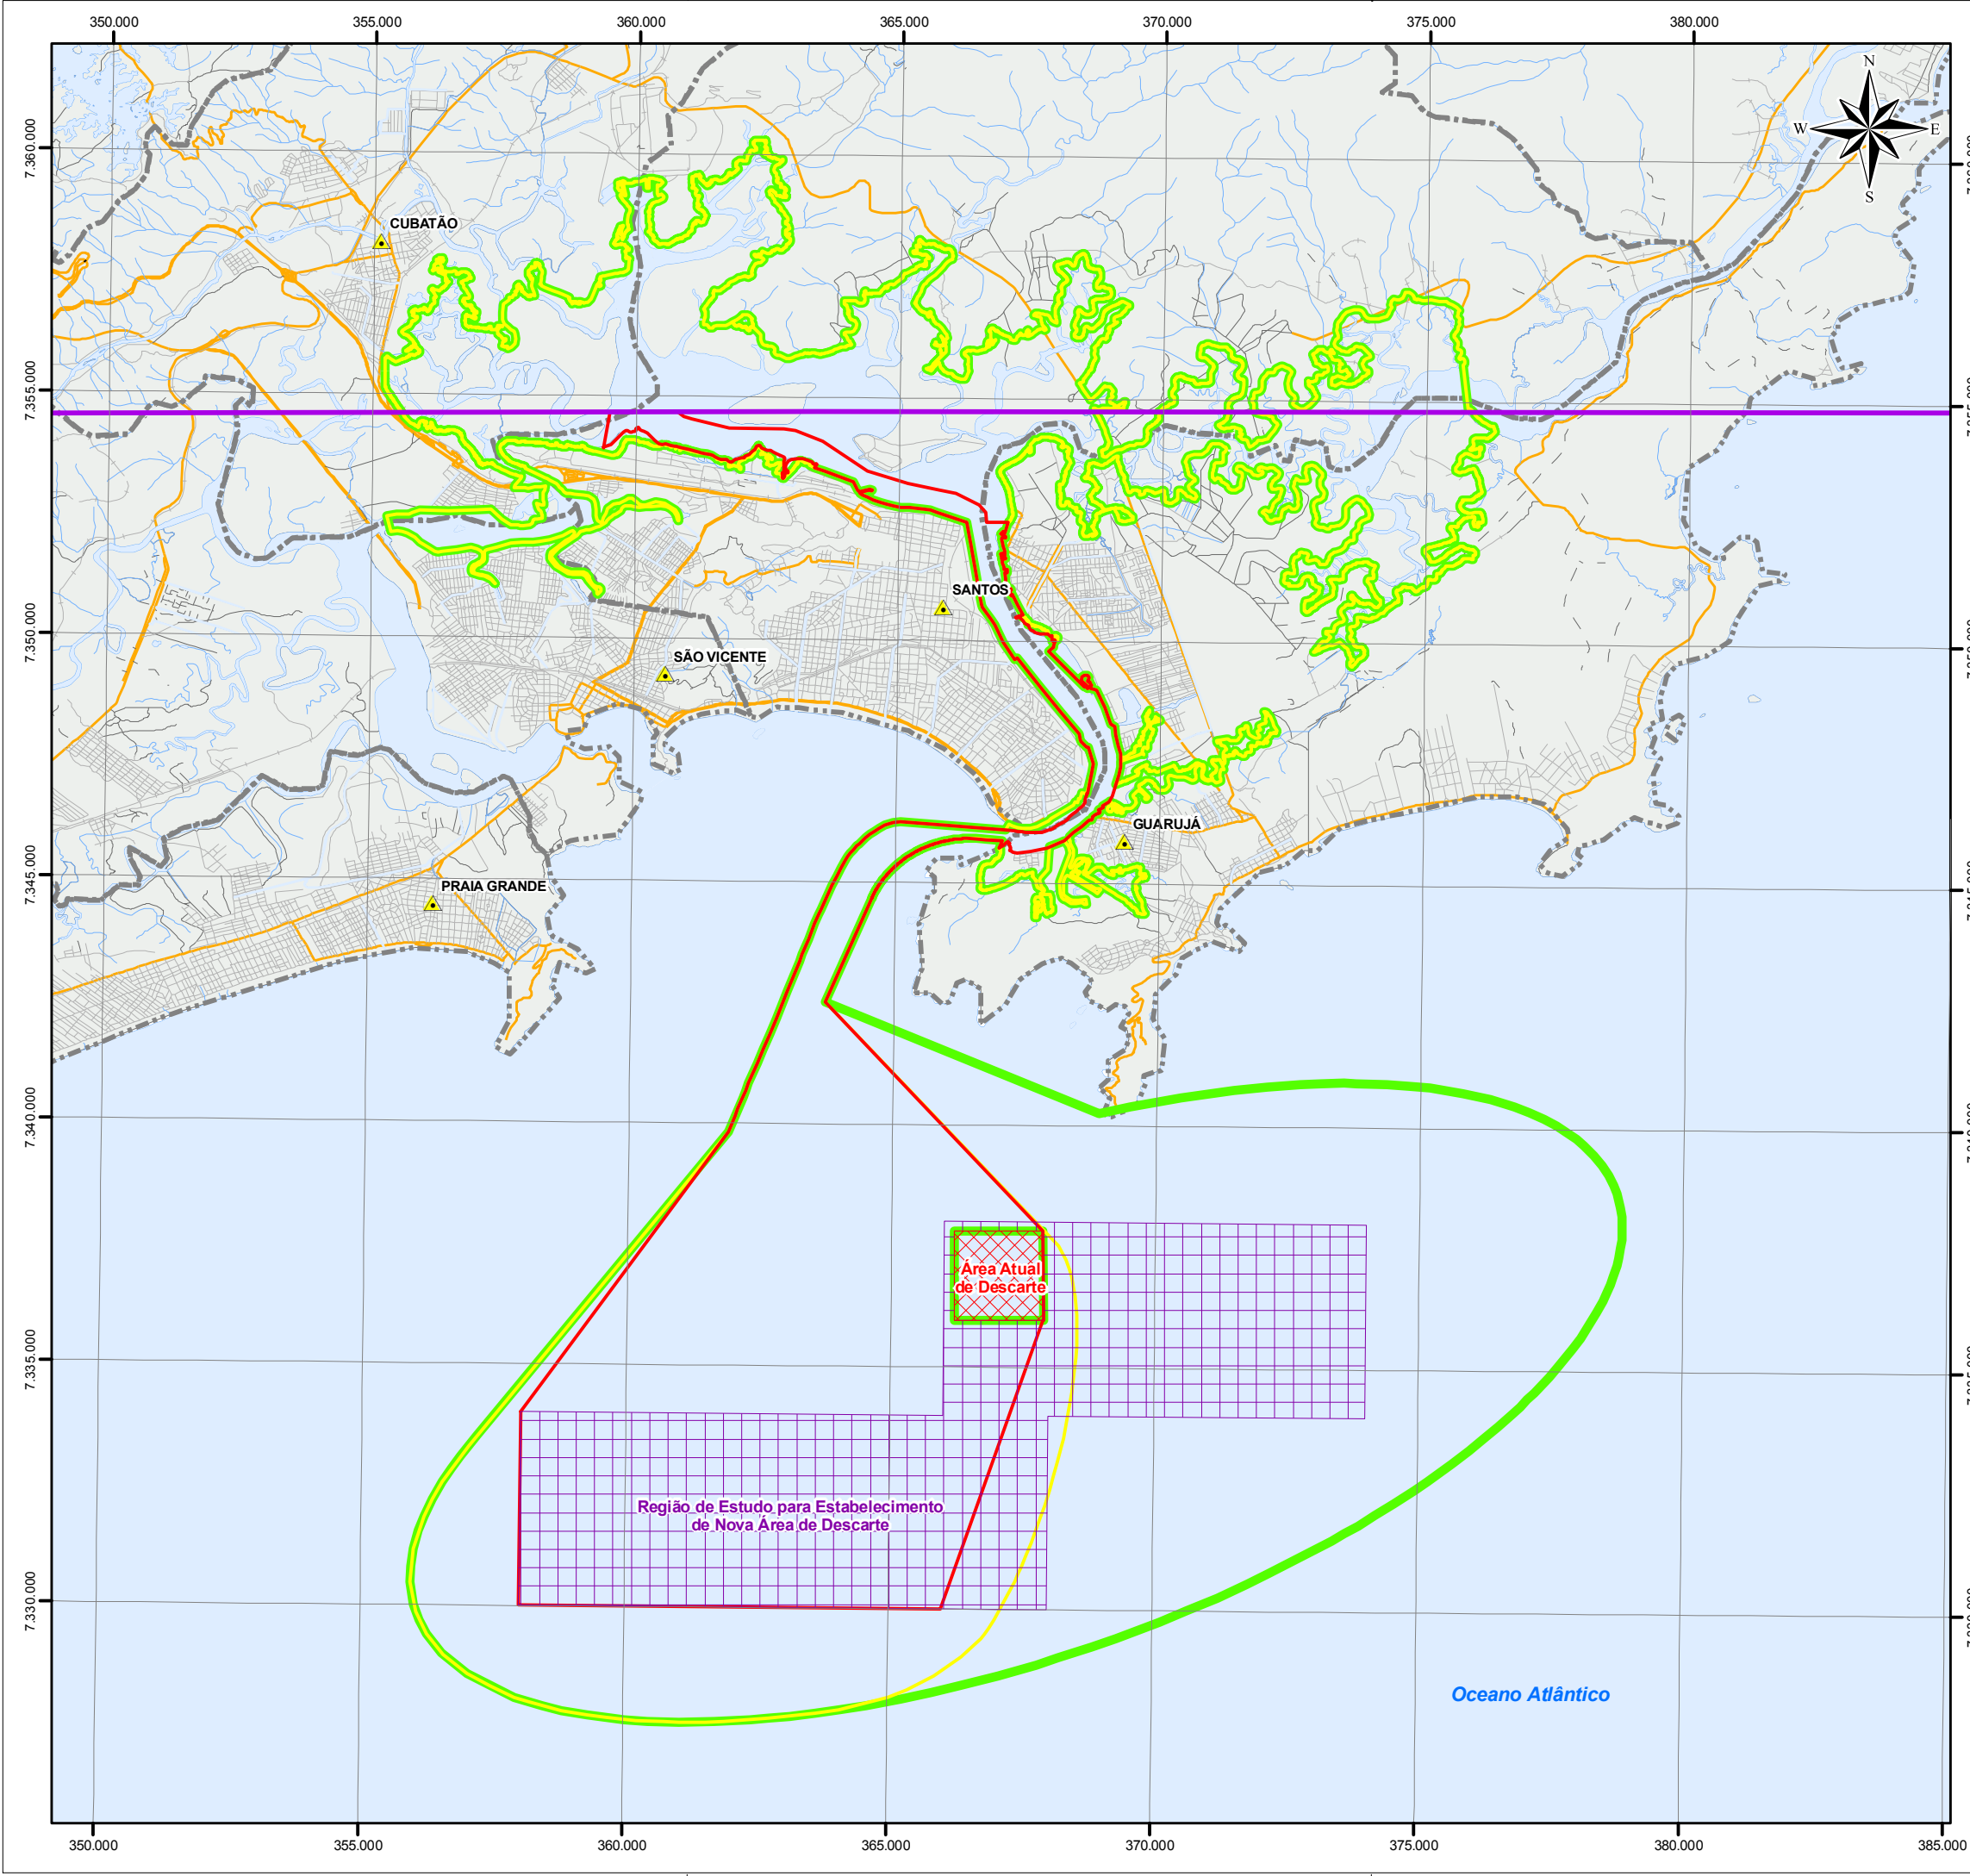 350.000 355.000 360.000 365.000 370.000 375.000 380.000
N
W E
S
7.360.000
CUBATÃO
7.355.000
SANTOS
7.350.000
SÃO VICENTE
GUARUJÁ
7.345.000
PRAIA GRANDE
7.340.000
Área Atual
de Descarte
7.335.000
Região de Estudo para Estabelecimento
de Nova Área de Descarte
7.330.000
Oceano Atlântico
350.000 355.000 360.000 365.000 370.000 375.000 380.000 385.000